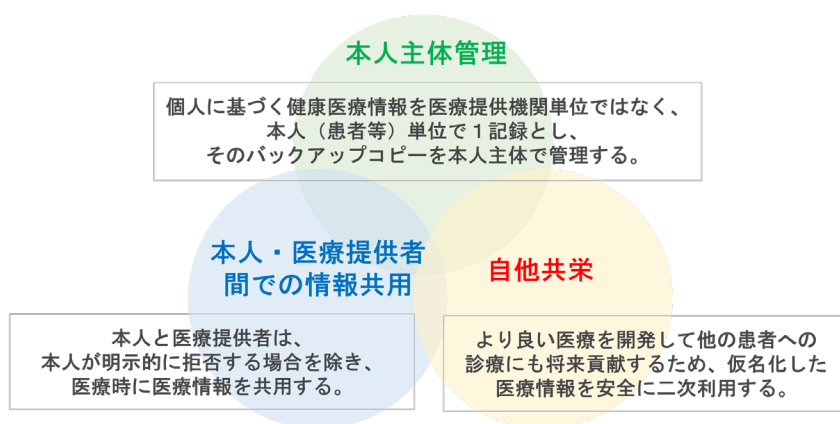 本人主体管理
個人に基づく健康医療情報を医療提供機関単位ではなく、
本人（患者等）単位で１記録とし、
そのバックアップコピーを本人主体で管理する。
本人・医療提供者
間での情報共用
本人と医療提供者は、
本人が明示的に拒否する場合を除き、
医療時に医療情報を共用する。
自他共栄
より良い医療を開発して他の患者への
診療にも将来貢献するため、仮名化した
医療情報を安全に二次利用する。